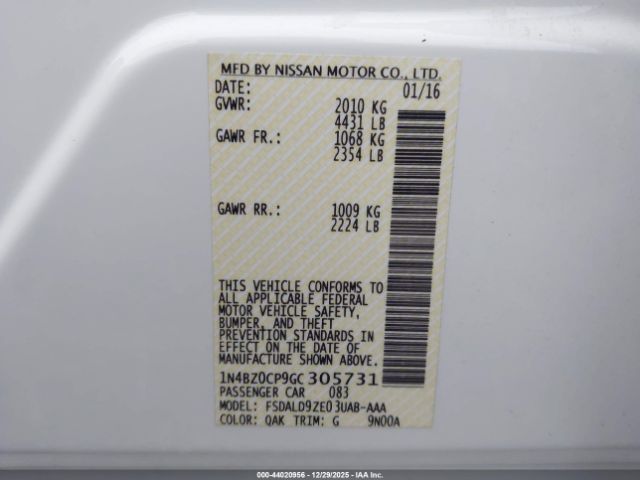 MFD BY NISSAN MOTOR CO., LTD.
DATE: 01/16
GVWR: 2010 KG
4431 LB
GAWR FR.: 1068 KG
2354 LB
GAWR RR.: 1009 KG
2224 LB
THIS VEHICLE CONFORMS TO
ALL APPLICABLE FEDERAL
MOTOR VEHICLE SAFETY,
BUMPER, AND THEFT
PREVENTION STANDARDS IN
EFFECT ON THE DATE OF
MANUFACTURE SHOWN ABOVE.
1N4BZ0CP9GC305731
PASSENGER CAR 083
MODEL: FSDALD9ZE03UAB-AAA
COLOR: QAK TRIM: G 9N00A
000-44020956 - 12/29/2025 - IAAI.COM